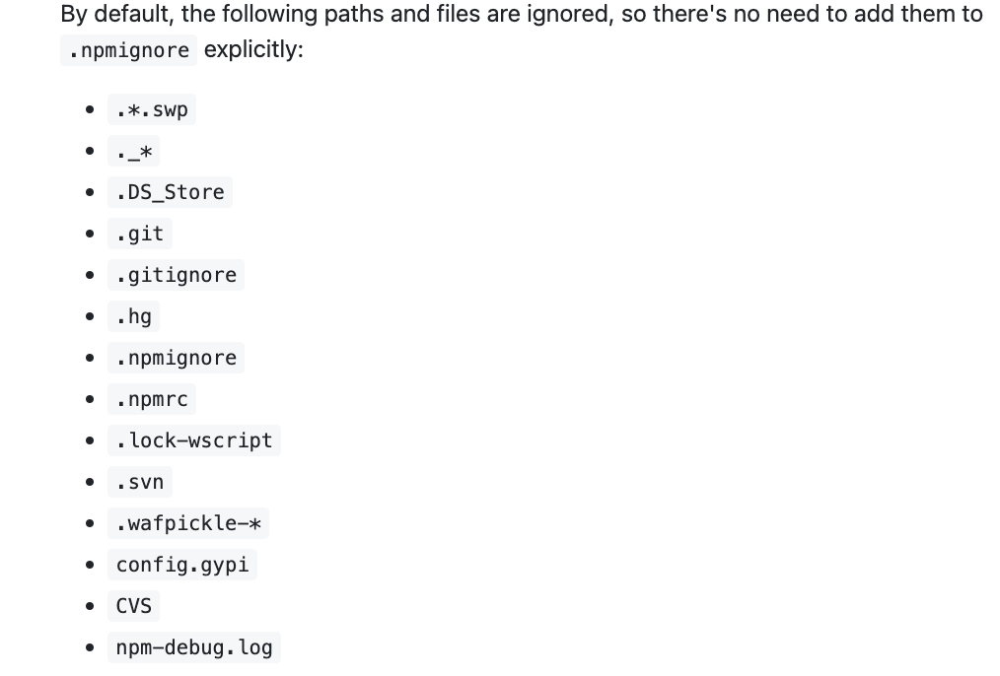 By default, the following paths and files are ignored, so there's no need to add them to
.npmignore explicitly:
• .*.swp
• ._*
• .DS_Store
• .git
• .gitignore
• .hg
• .npmignore
• .npmrc
• .lock-wscript
• .svn
• .wafpickle-*
• config.gypi
• CVS
• npm-debug.log